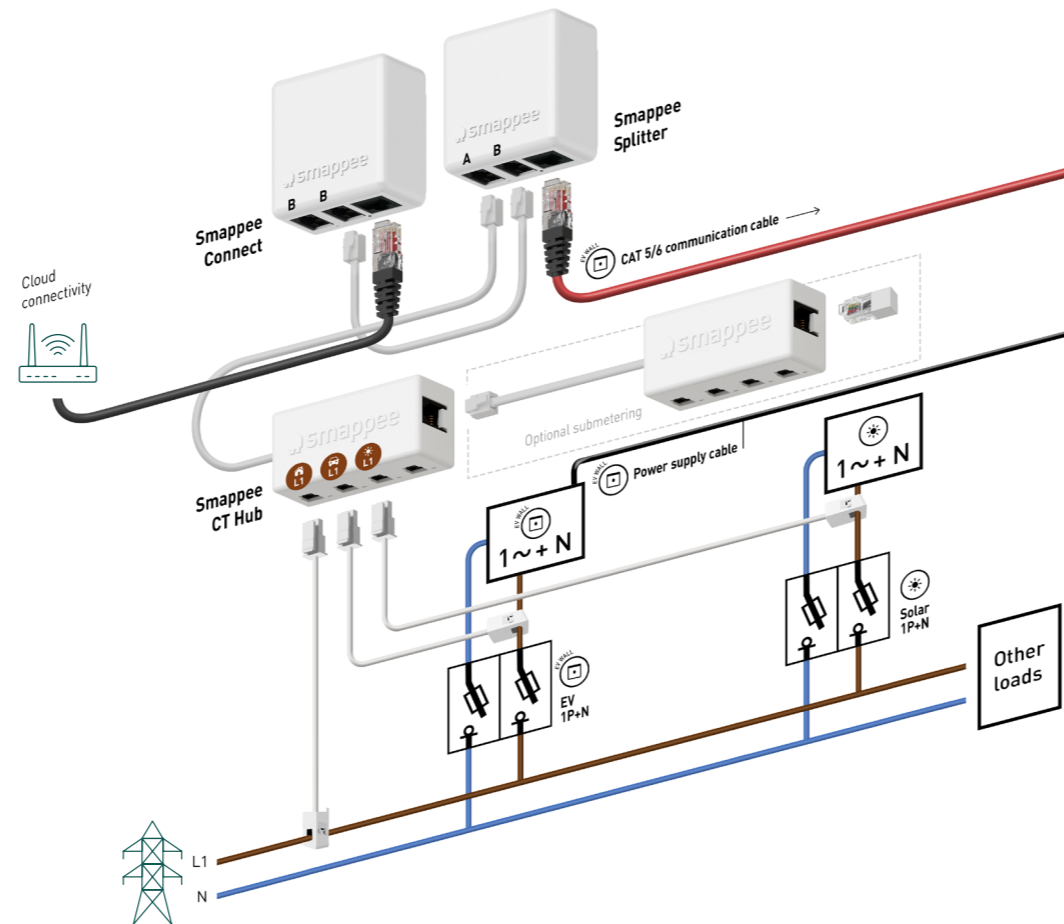 smappee
A B
Smappee
Splitter
smappee
B B
Smappee
Connect
EV WALL
CAT 5/6 communication cable
Cloud
connectivity
smappee
Optional submetering
smappee
L1
L1
L1
Smappee
CT Hub
EV WALL
Power supply cable
1~ + N
EV WALL
1~ + N
Solar
1P+N
EV WALL
EV
1P+N
Other
loads
L1
N